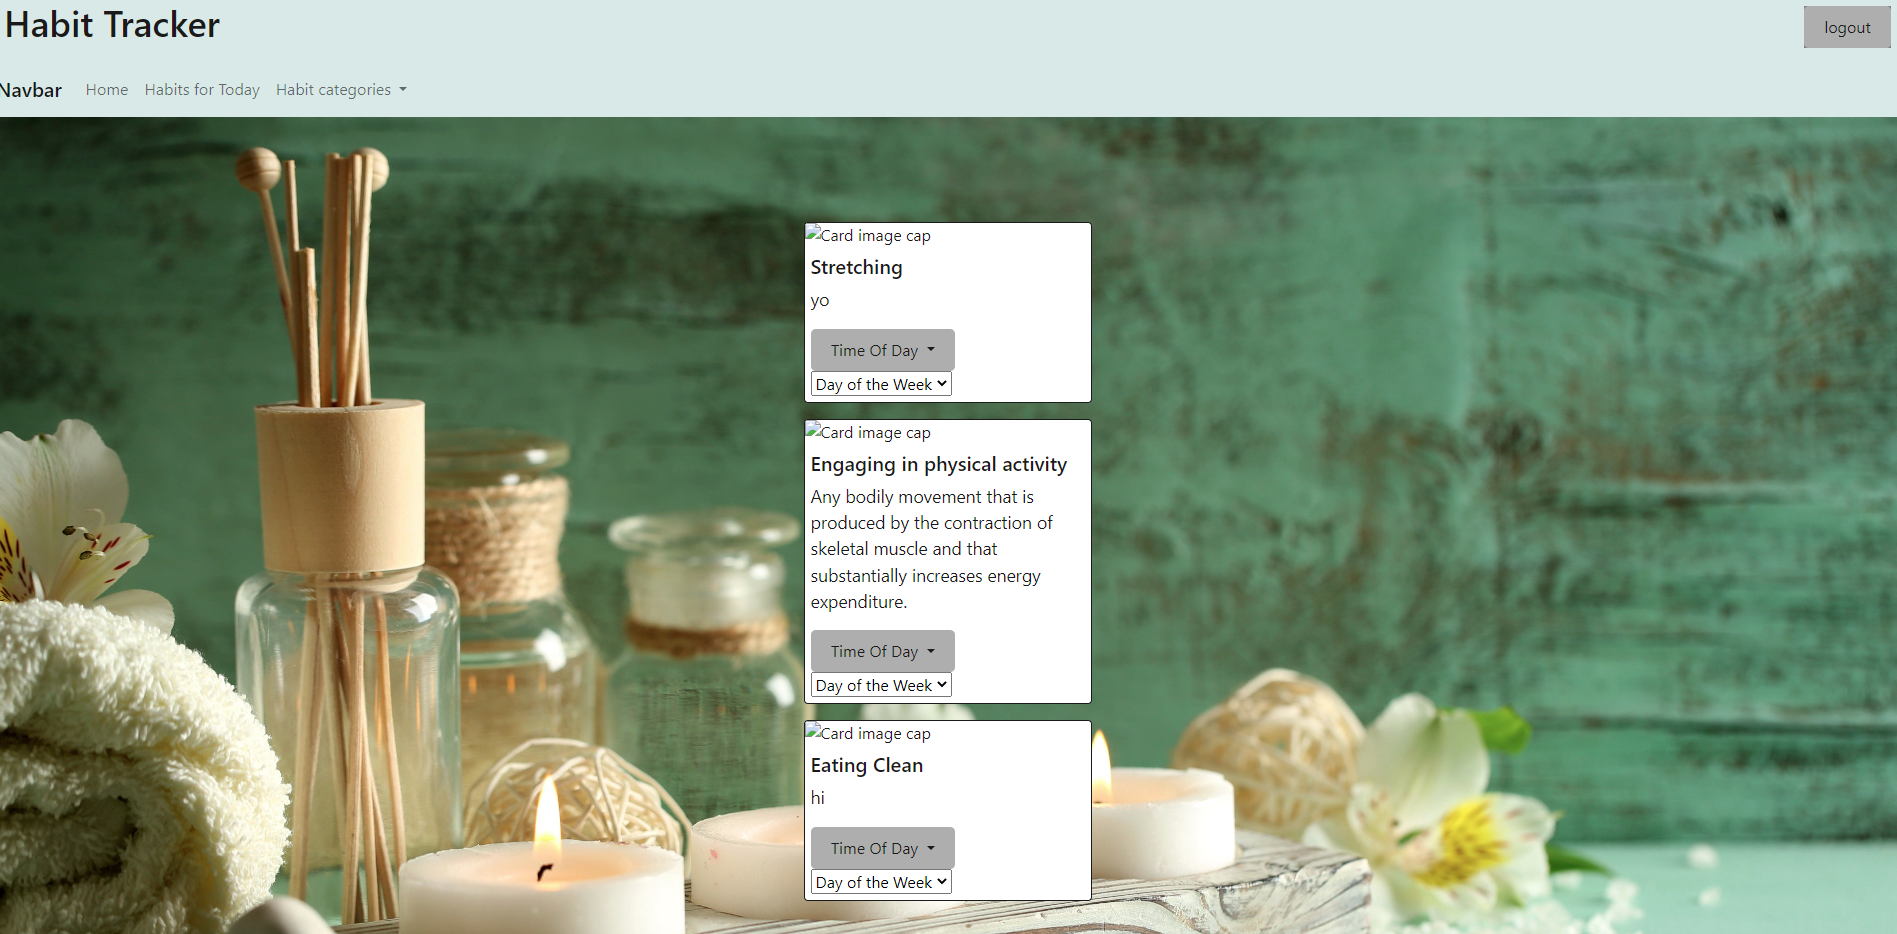 Habit Tracker
logout
Navbar Home Habits for Today Habit categories
Card image cap
Stretching
yo
Time Of Day
Day of the Week
Card image cap
Engaging in physical activity
Any bodily movement that is
produced by the contraction of
skeletal muscle and that
substantially increases energy
expenditure.
Time Of Day
Day of the Week
Card image cap
Eating Clean
hi
Time Of Day
Day of the Week